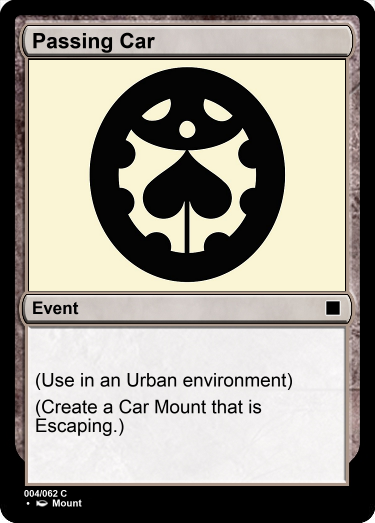 Passing Car
Event
(Use in an Urban environment)
(Create a Car Mount that is
Escaping.)
004/062 C
• Mount